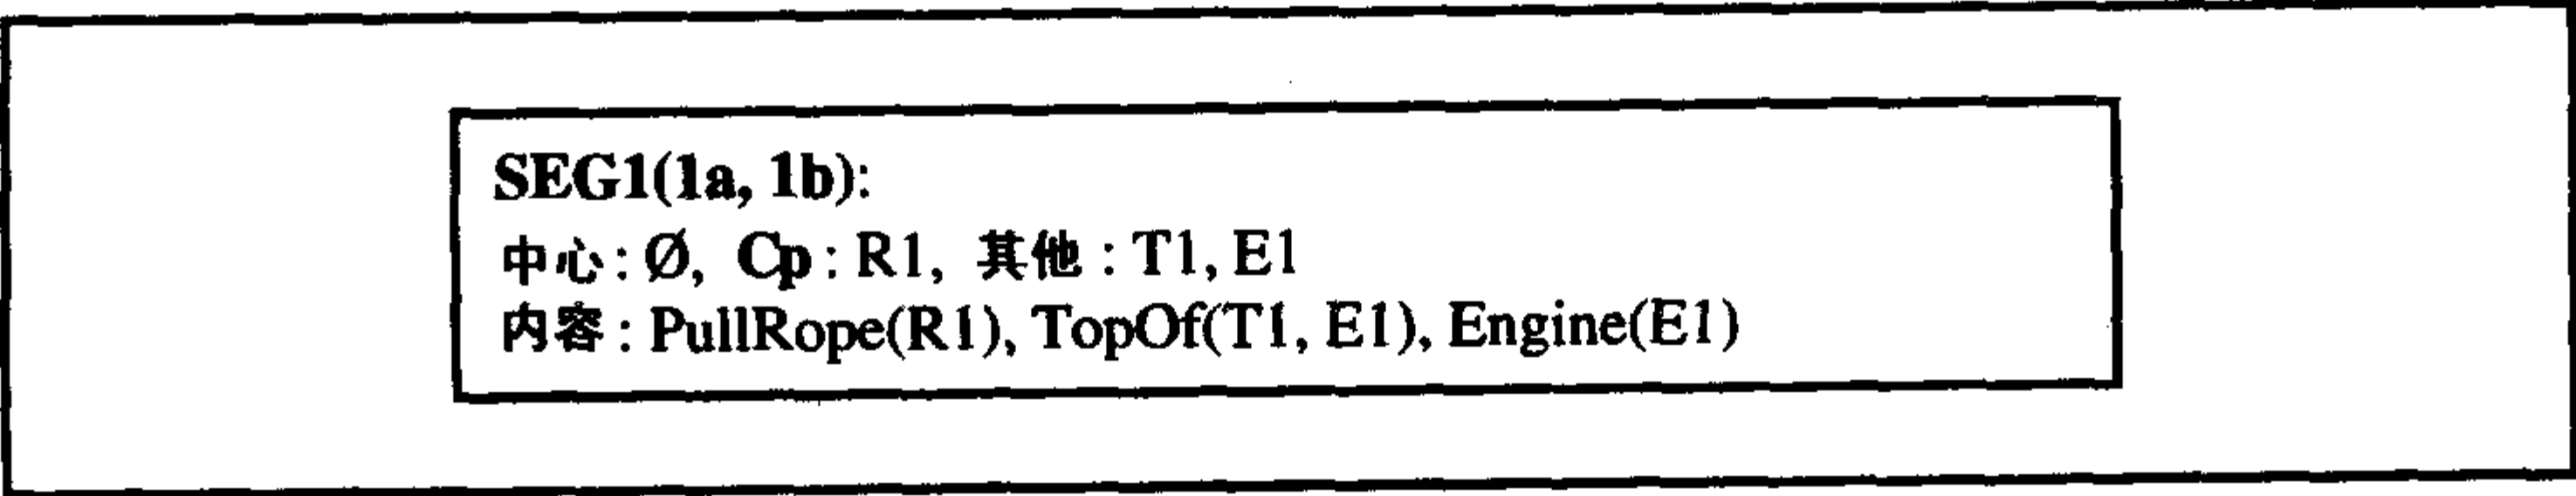 SEG1(1a, 1b):
中心: Ø, Cp: R1, 其他: T1, E1
内容: PullRope(R1), TopOf(T1, E1), Engine(E1)